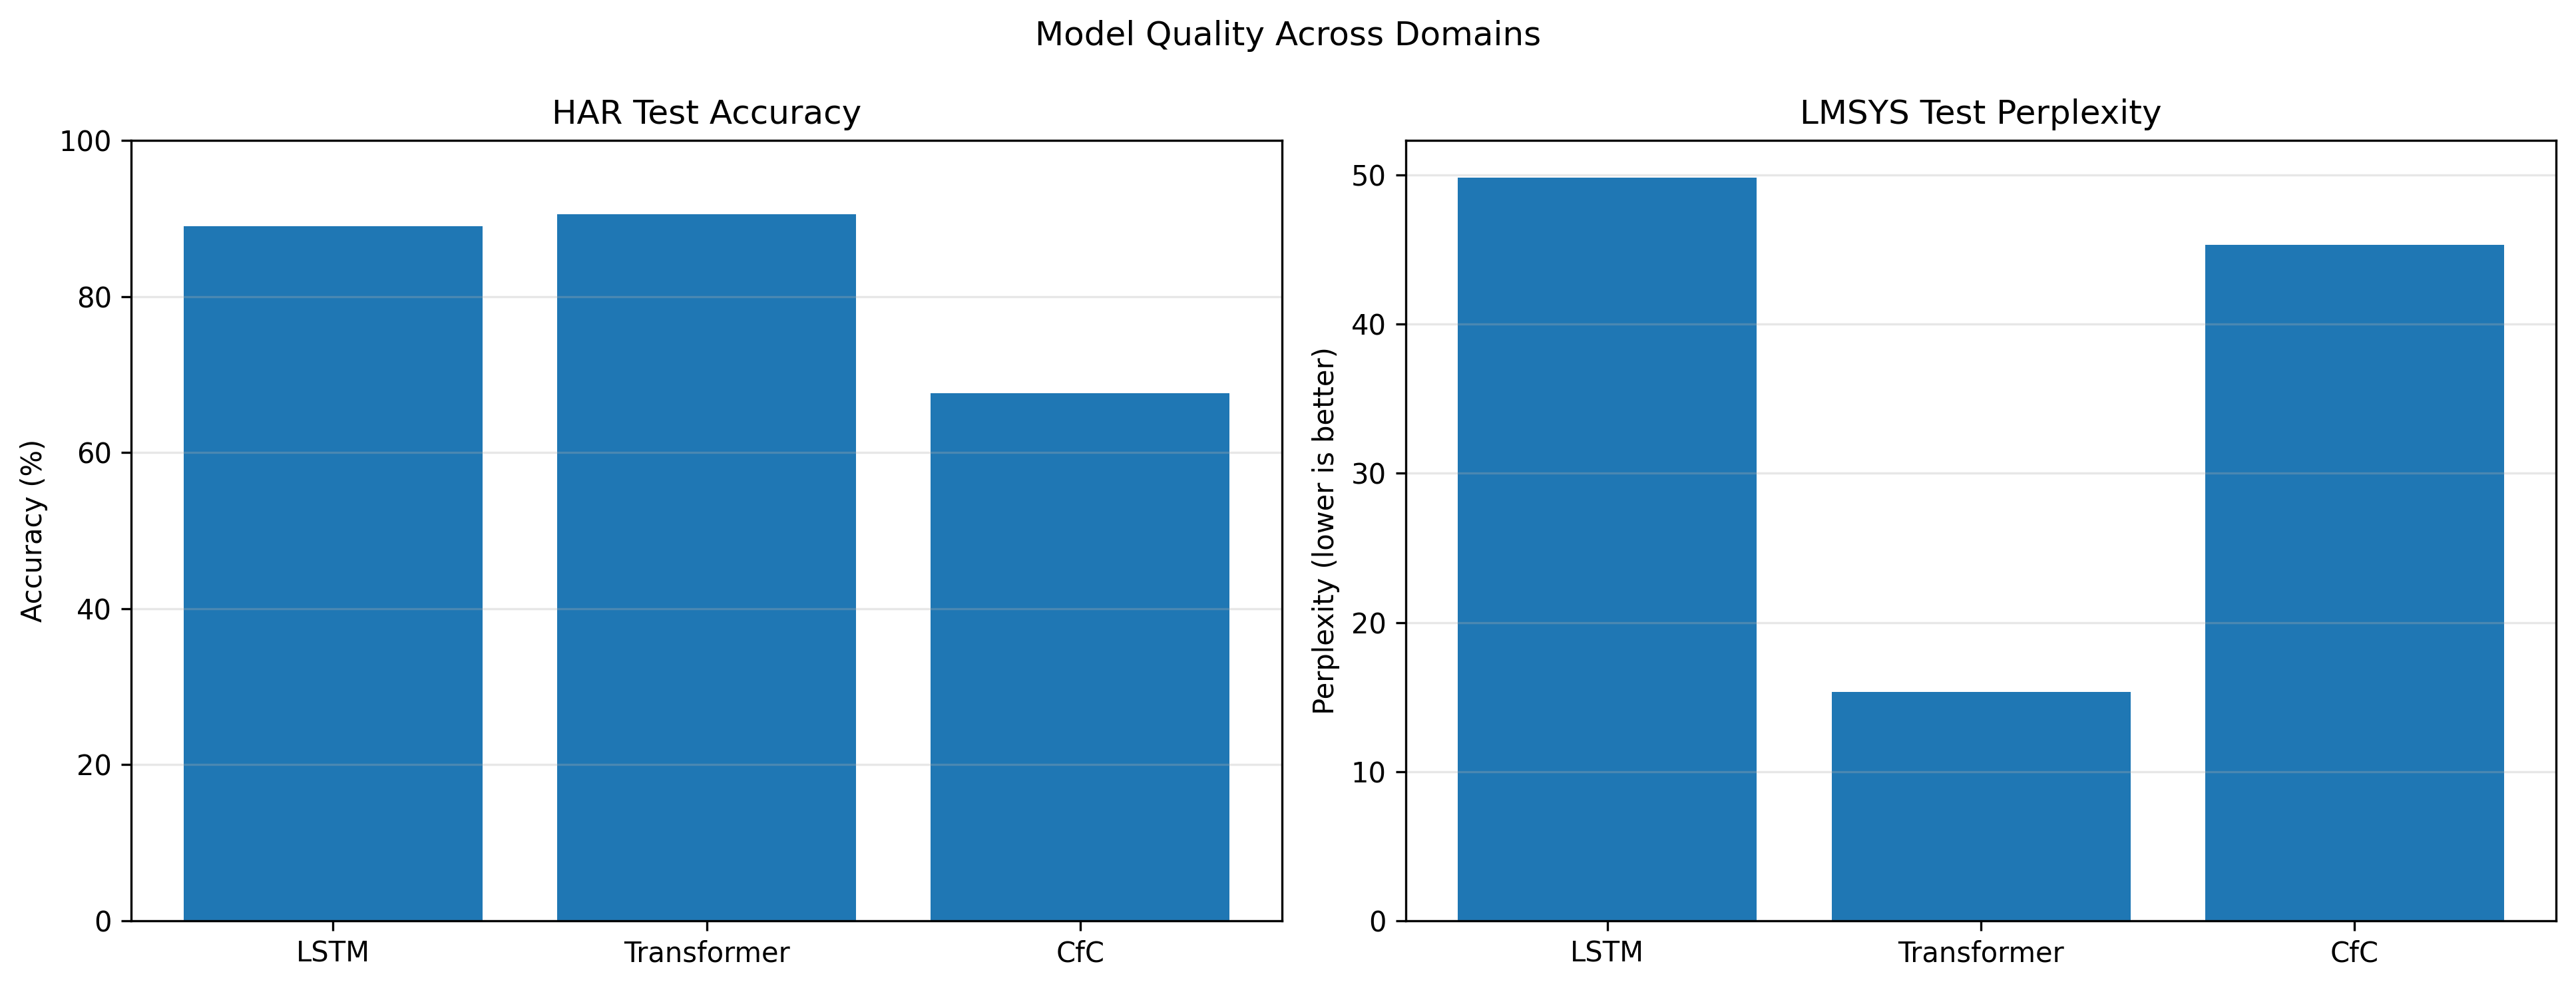 Model Quality Across Domains
HAR Test Accuracy
100
80
60
40
20
0
Accuracy (%)
LSTM
Transformer
CfC
LMSYS Test Perplexity
50
40
30
20
10
0
Perplexity (lower is better)
LSTM
Transformer
CfC